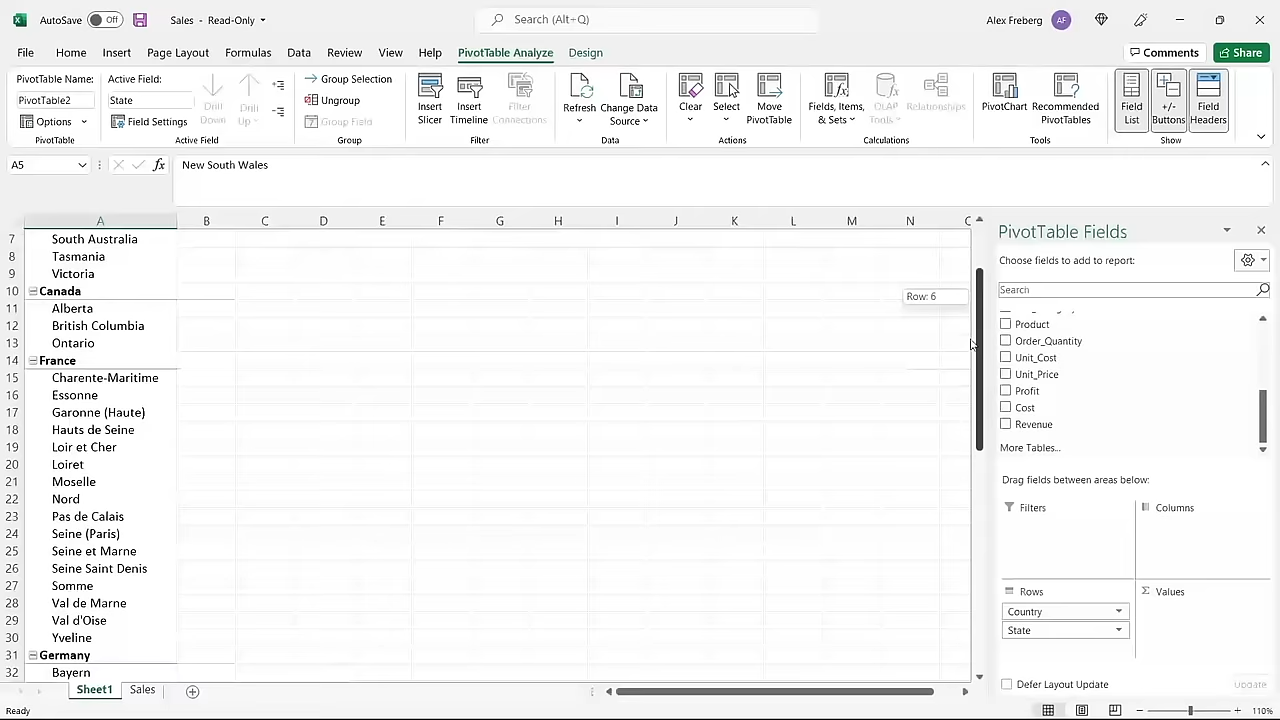 AutoSave Off Sales - Read-Only Search (Alt+Q) Alex Freberg AF
File Home Insert Page Layout Formulas Data Review View Help PivotTable Analyze Design Comments Share
PivotTable Name:
PivotTable2
Options
PivotTable
Active Field:
State
Field Settings
Drill Down
Drill Up
Active Field
Group Selection
Ungroup
Group Field
Group
Insert Slicer
Insert Timeline
Filter Connections
Filter
Refresh
Change Data Source
Data
Clear
Select
Move PivotTable
Actions
Fields, Items, & Sets
OLAP Tools
Relationships
Calculations
PivotChart
Recommended PivotTables
Tools
Field List
+/- Buttons
Field Headers
Show
A5 fx New South Wales
A B C D E F G H I J K L M N
7 South Australia
8 Tasmania
9 Victoria
10 Canada
11 Alberta
12 British Columbia
13 Ontario
14 France
15 Charente-Maritime
16 Essonne
17 Garonne (Haute)
18 Hauts de Seine
19 Loir et Cher
20 Loiret
21 Moselle
22 Nord
23 Pas de Calais
24 Seine (Paris)
25 Seine et Marne
26 Seine Saint Denis
27 Somme
28 Val de Marne
29 Val d'Oise
30 Yveline
31 Germany
32 Bayern
Row: 6
PivotTable Fields
Choose fields to add to report:
Search
Product
Order_Quantity
Unit_Cost
Unit_Price
Profit
Cost
Revenue
More Tables...
Drag fields between areas below:
Filters
Columns
Rows
Country
State
Σ Values
Defer Layout Update Update
Sheet1 Sales
Ready
110%